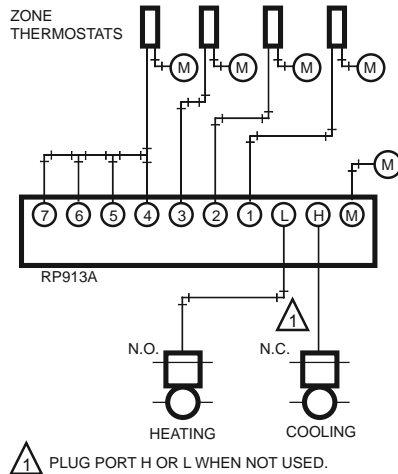 ZONE
THERMOSTATS
M M M M
M
7 6 5 4 3 2 1 L H M
RP913A
1
N.O. N.C.
HEATING COOLING
1 PLUG PORT H OR L WHEN NOT USED.